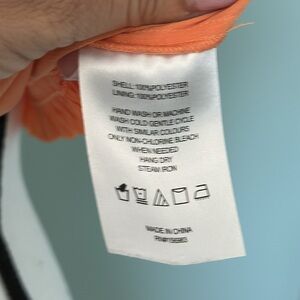 SHELL:100%POLYESTER
LINING:100%POLYESTER
HAND WASH OR MACHINE
WASH COLD GENTLE CYCLE
WITH SIMILAR COLOURS
ONLY NON-CHLORINE BLEACH
WHEN NEEDED
HANG DRY
STEAM IRON
MADE IN CHINA